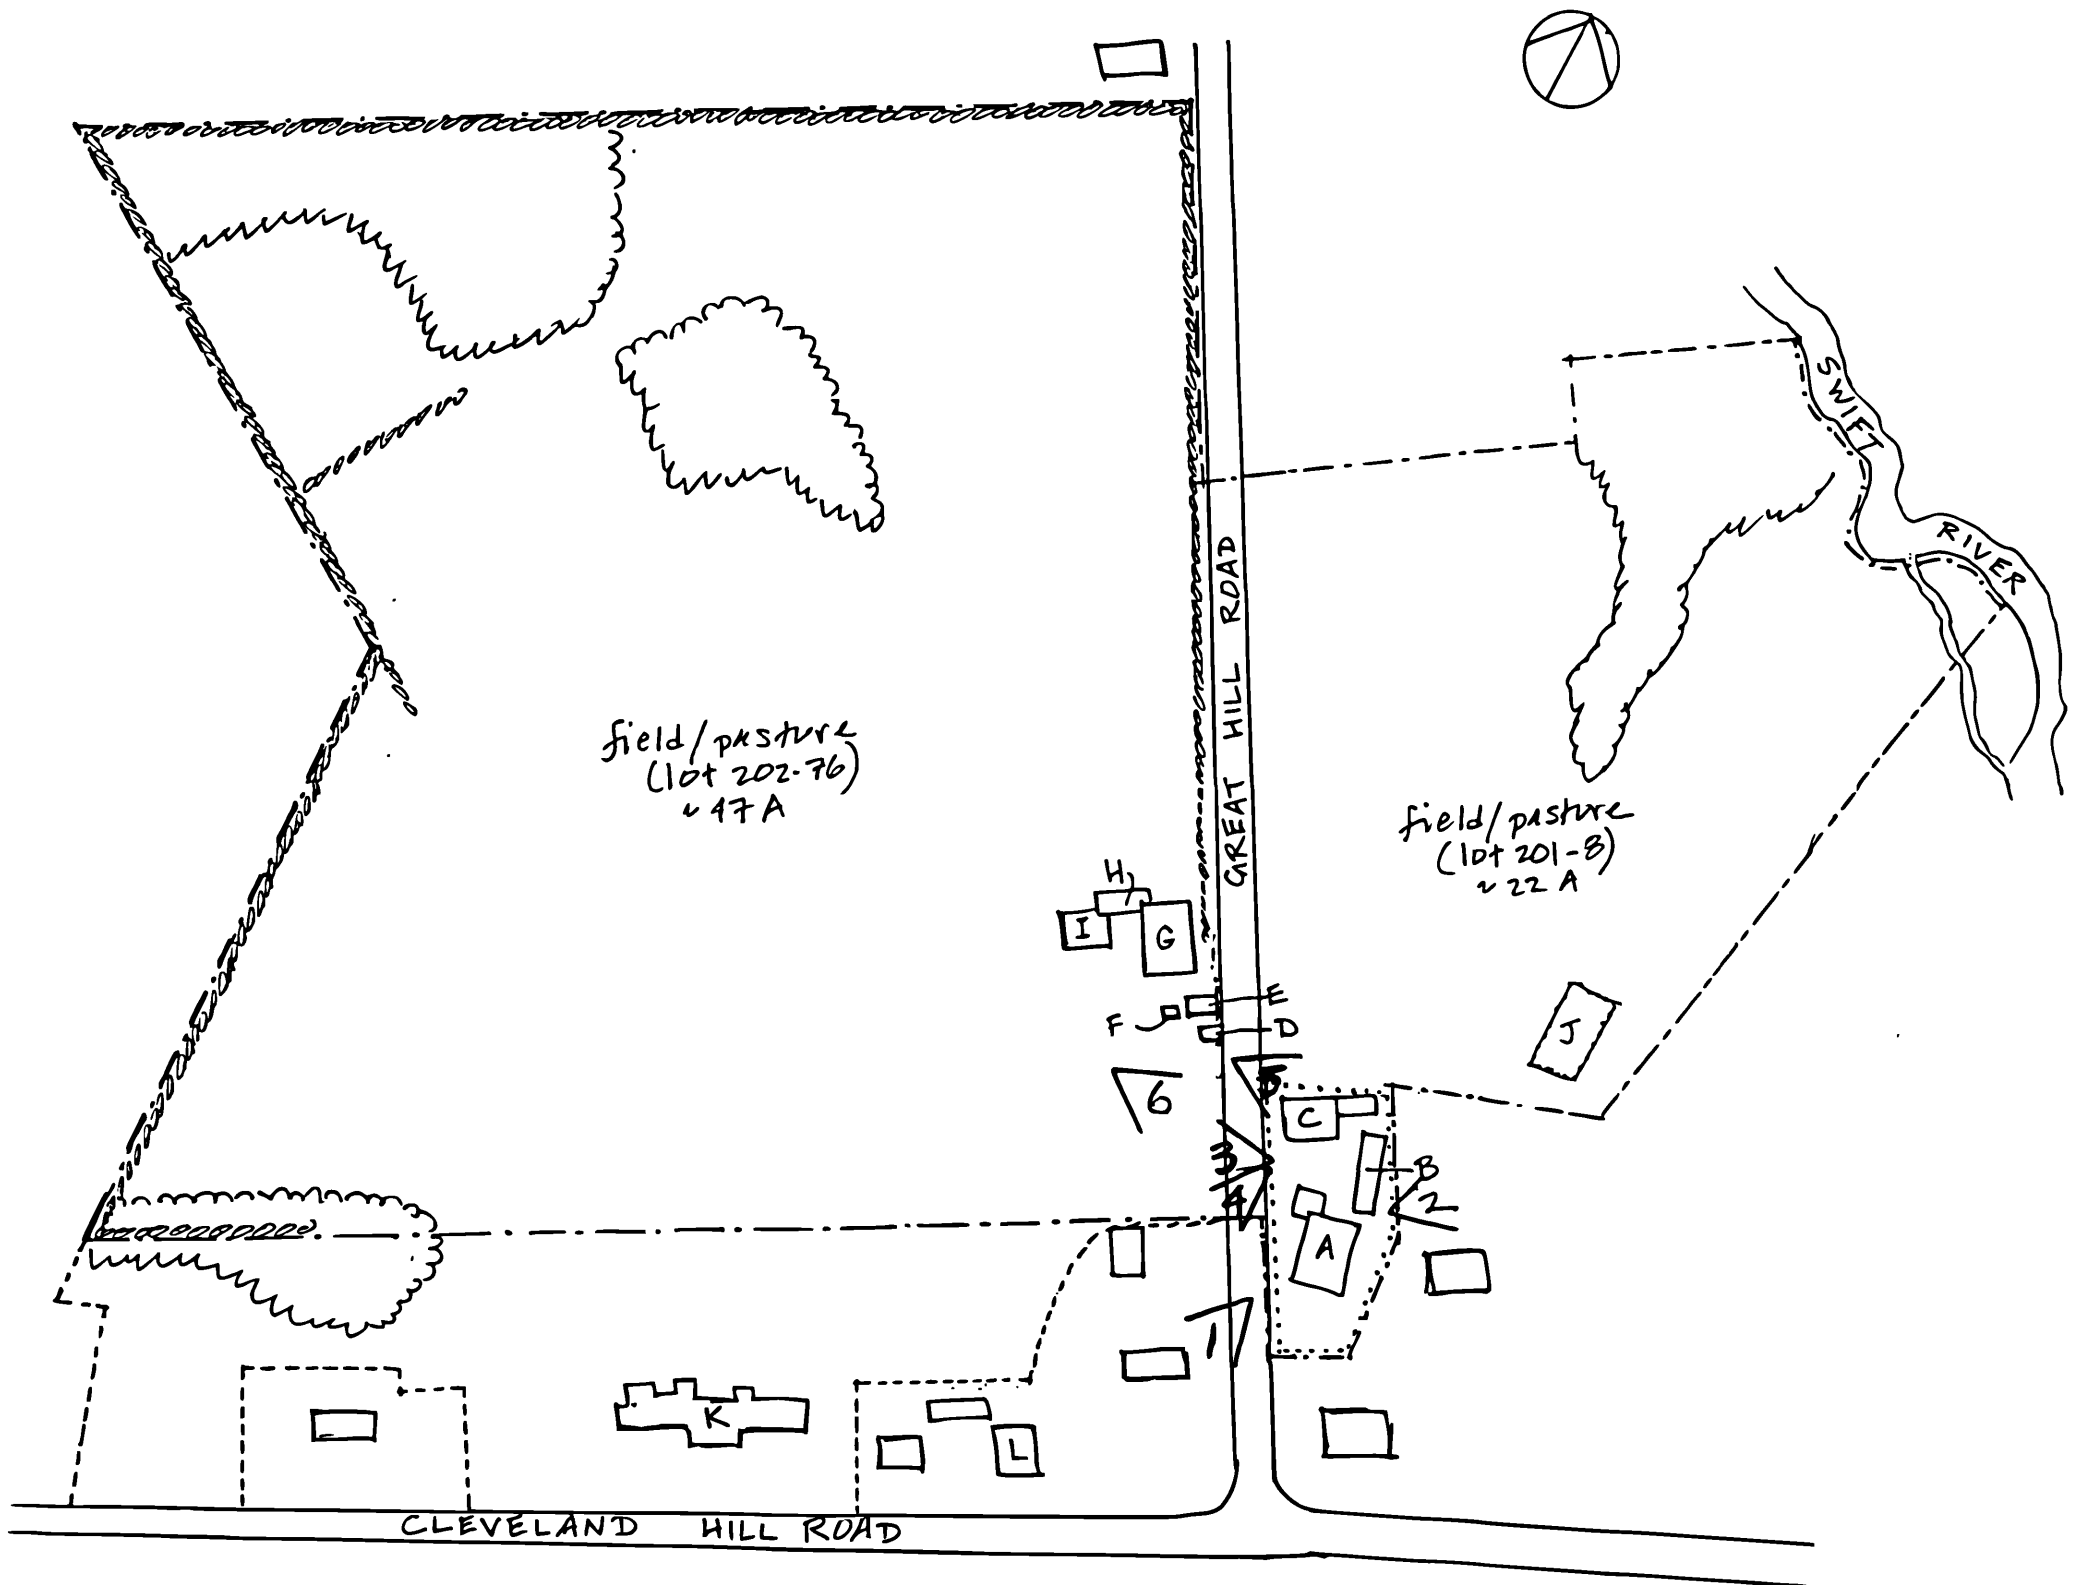 SWIFT
RIVER
GREAT HILL ROAD
field/pasture
(lot 202-76)
~ 47 A
field/pasture
(lot 201-8)
~ 22 A
H
I
G
E
F
D
J
6
5
C
3
B
4
2
A
1
K
L
CLEVELAND HILL ROAD